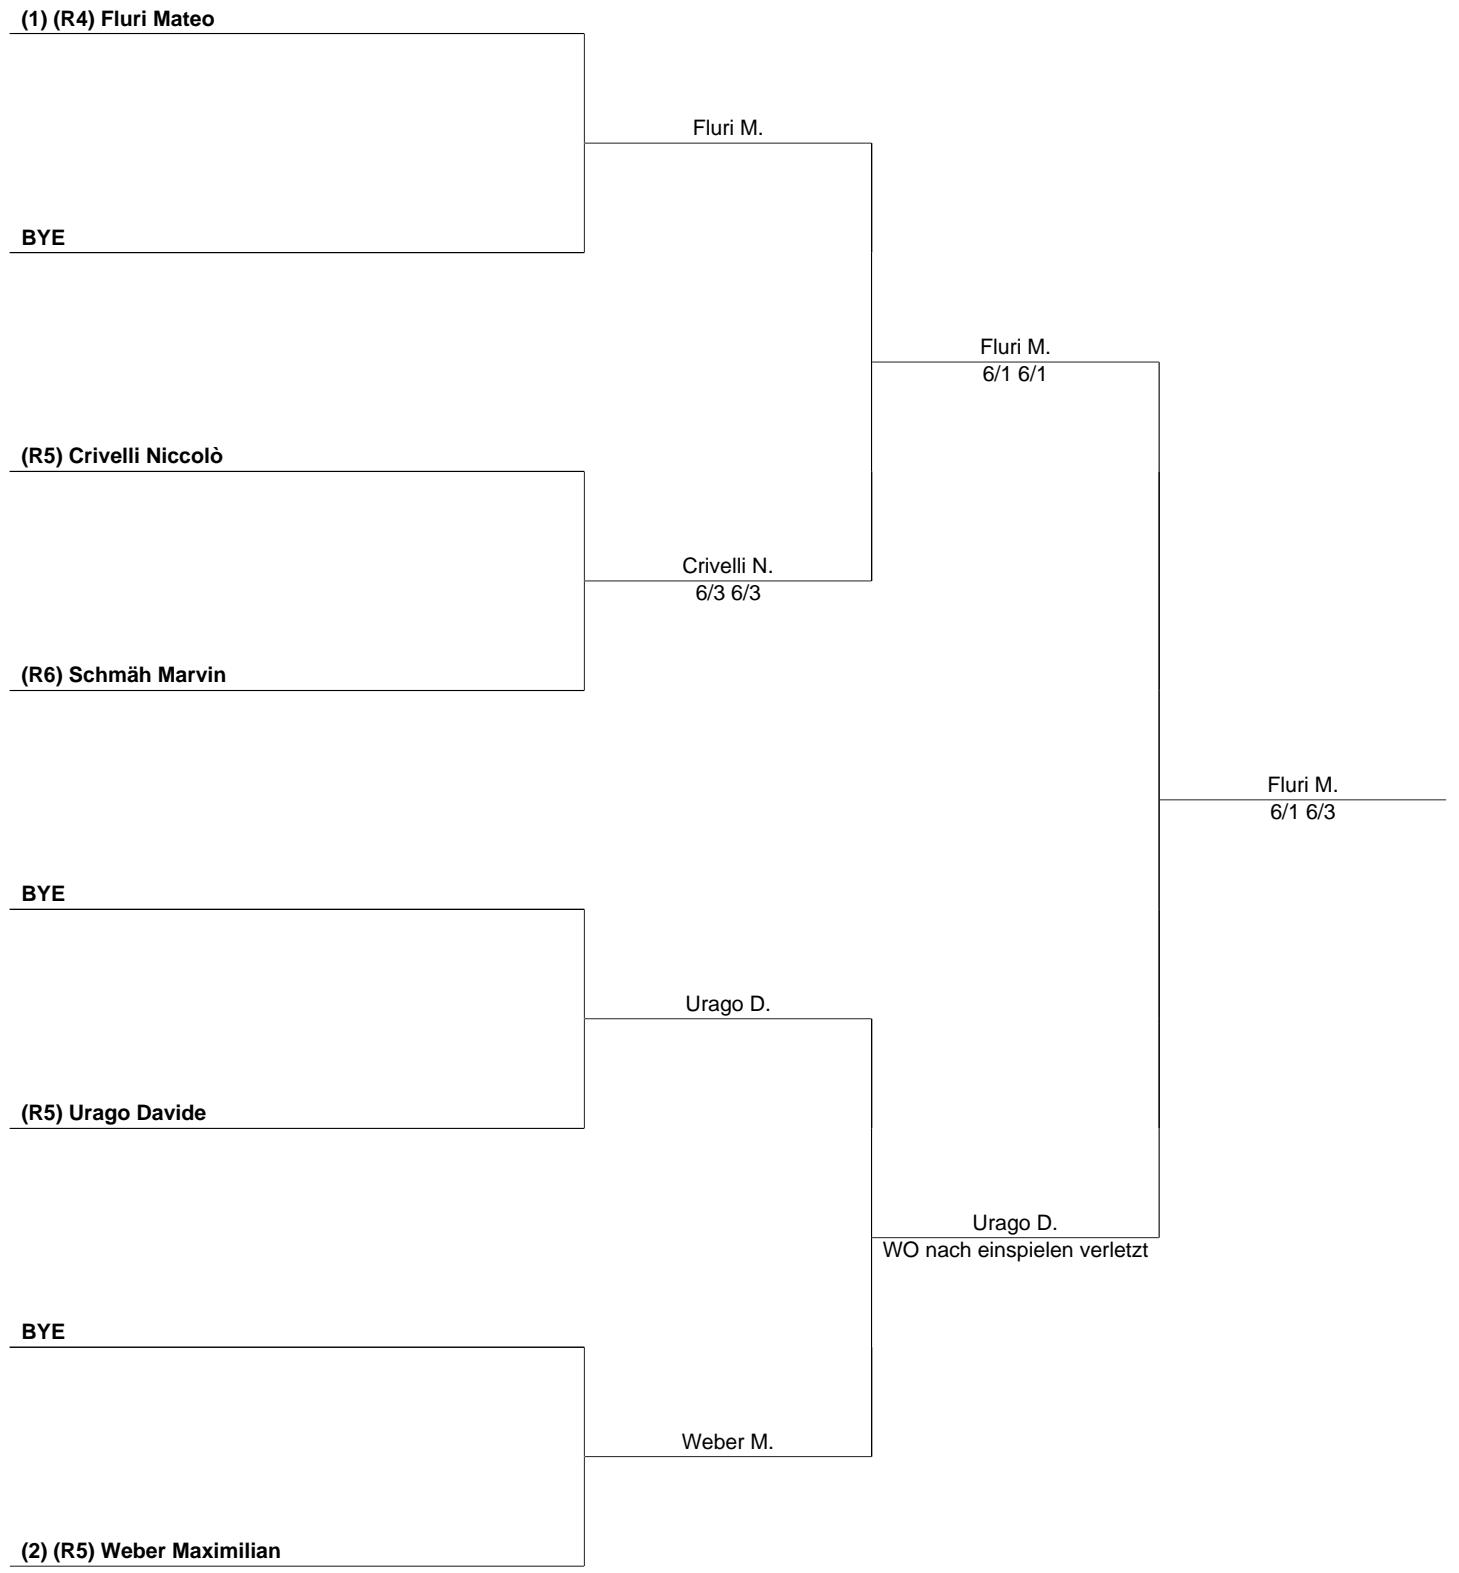 (1) (R4) Fluri Mateo
Fluri M.
BYE
Fluri M.
6/1 6/1
(R5) Crivelli Niccolò
Crivelli N.
6/3 6/3
(R6) Schmäh Marvin
Fluri M.
6/1 6/3
BYE
Urago D.
(R5) Urago Davide
Urago D.
WO nach einspielen verletzt
BYE
Weber M.
(2) (R5) Weber Maximilian